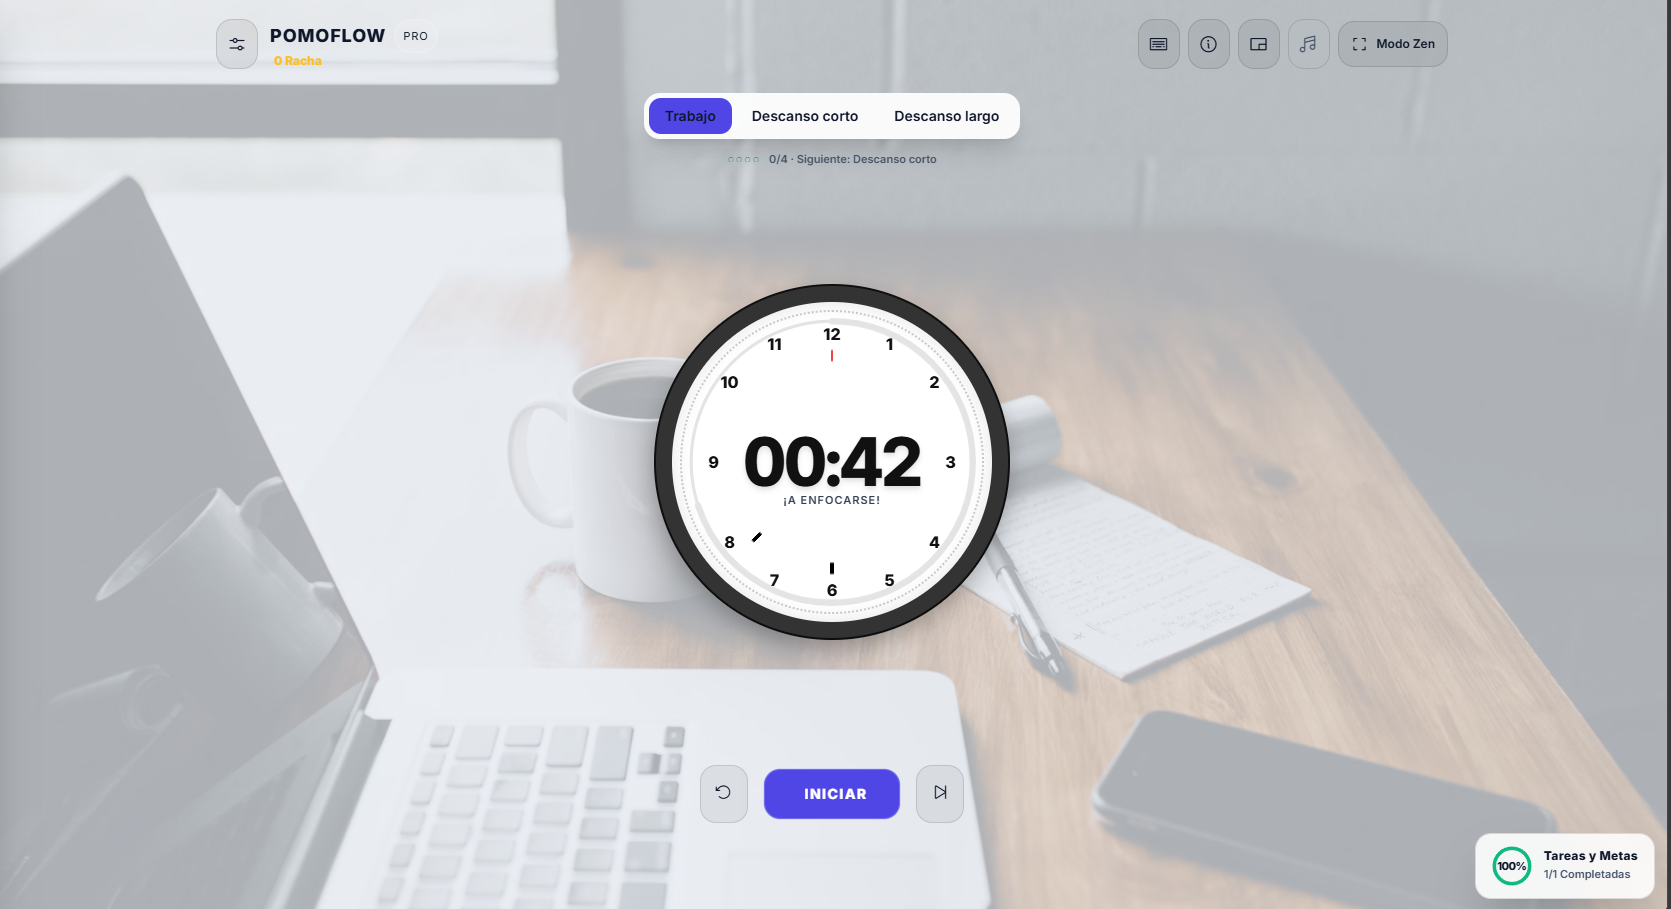 POMOFLOW PRO
0 Racha
Modo Zen
Trabajo Descanso corto Descanso largo
0/4 · Siguiente: Descanso corto
12
11 1
10 2
00:42
9 3
¡A ENFOCARSE!
8 4
7 5
6
INICIAR
100% Tareas y Metas
1/1 Completadas